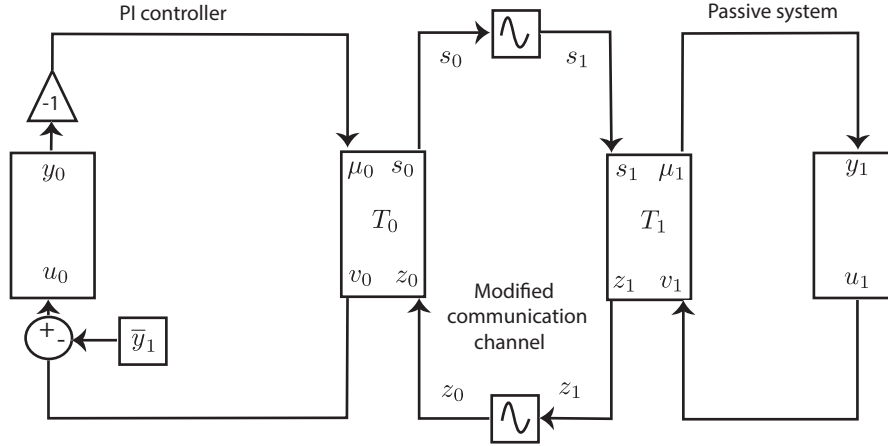 PI controller
Passive system
-1
s₀
s₁
y₀
u₀
μ₀ s₀
T₀
v₀ z₀
s₁ μ₁
T₁
z₁ v₁
y₁
u₁
+
-
y̅₁
Modified
communication
channel
z₀
z₁